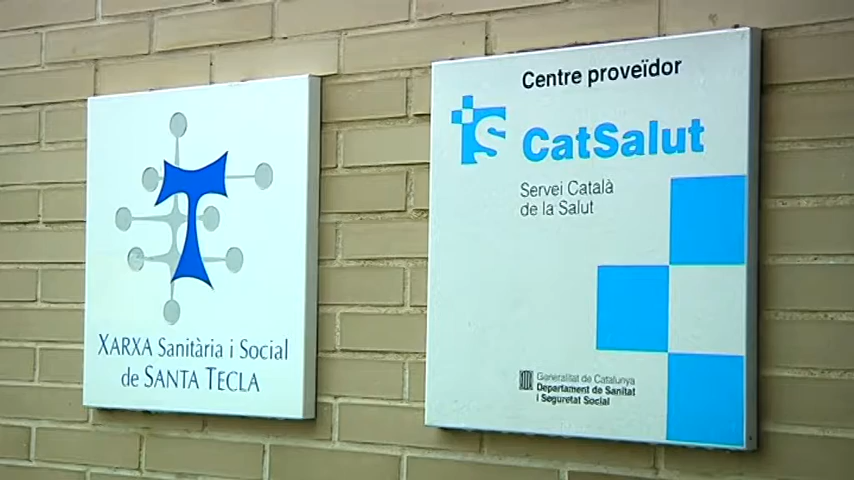 XARXA Sanitària i Social
de SANTA TECLA
Centre proveïdor
CatSalut
Servei Català
de la Salut
Generalitat de Catalunya
Departament de Sanitat
i Seguretat Social